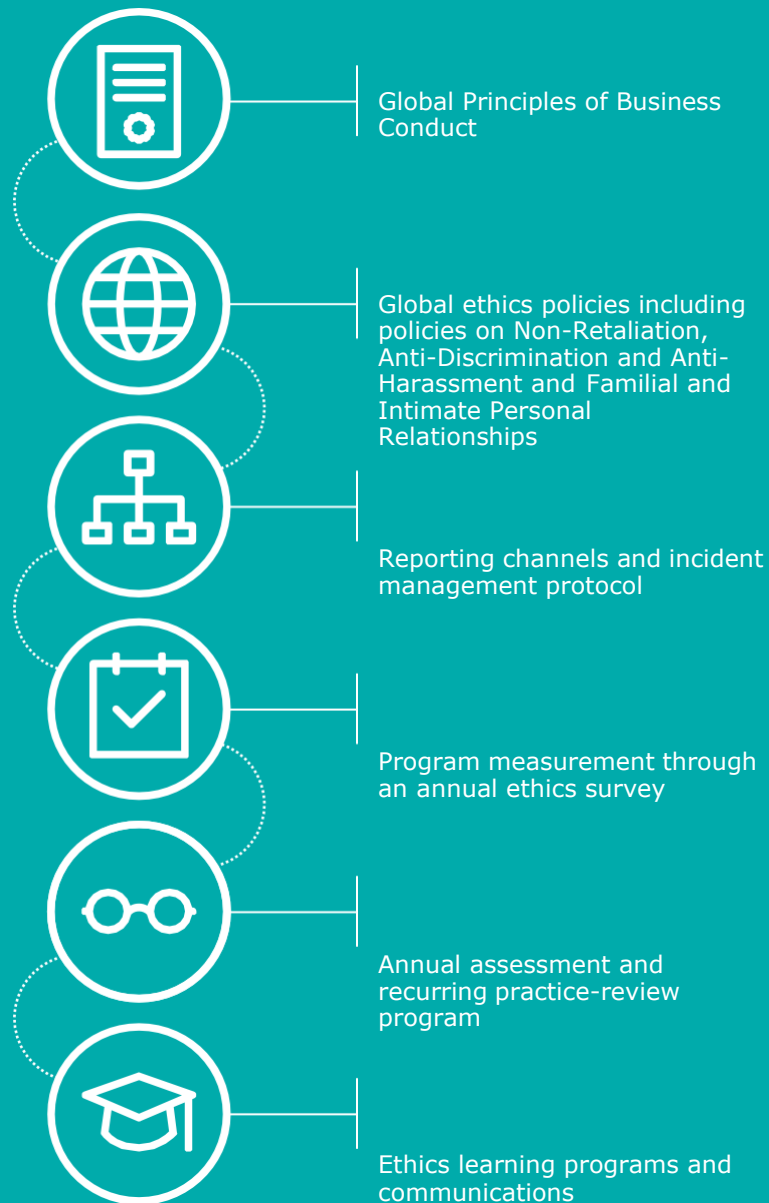 Global Principles of Business
Conduct
Global ethics policies including
policies on Non-Retaliation,
Anti-Discrimination and Anti-
Harassment and Familial and
Intimate Personal
Relationships
Reporting channels and incident
management protocol
Program measurement through
an annual ethics survey
Annual assessment and
recurring practice-review
program
Ethics learning programs and
communications